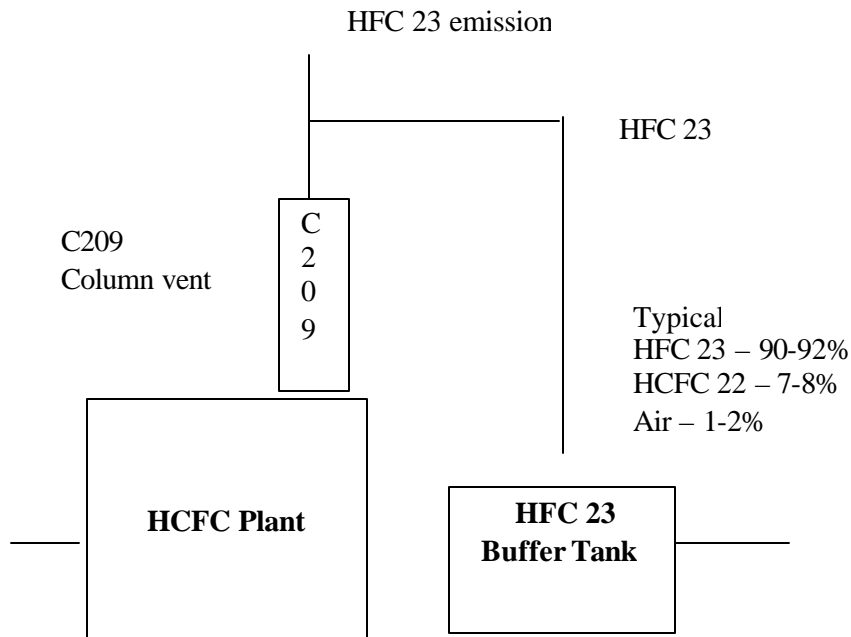 HFC 23 emission
HFC 23
C209
Column vent
C
2
0
9
Typical
HFC 23 – 90-92%
HCFC 22 – 7-8%
Air – 1-2%
HCFC Plant
HFC 23
Buffer Tank